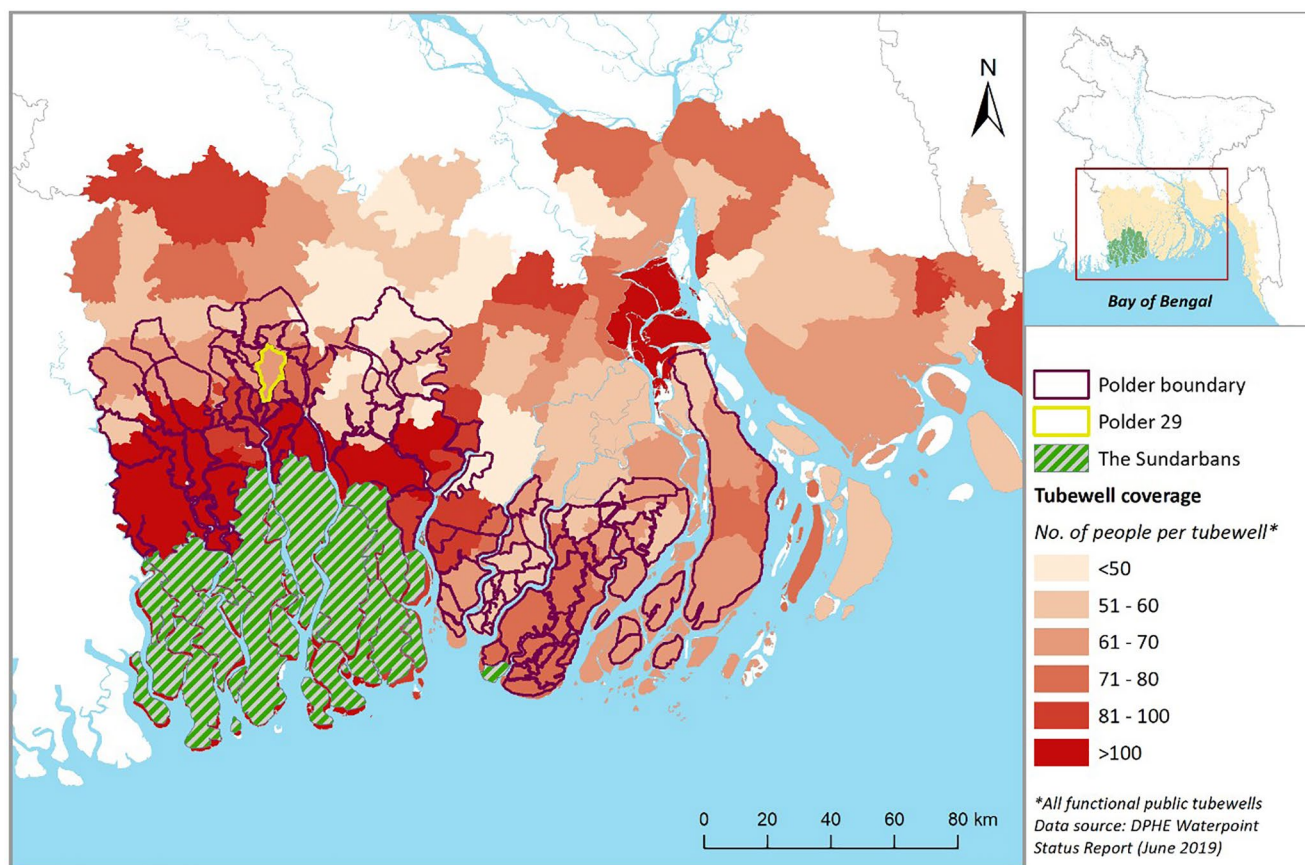 N
Bay of Bengal
Polder boundary
Polder 29
The Sundarbans
Tubewell coverage
No. of people per tubewell*
<50
51 - 60
61 - 70
71 - 80
81 - 100
>100
*All functional public tubewells
Data source: DPHE Waterpoint
Status Report (June 2019)
0 20 40 60 80 km